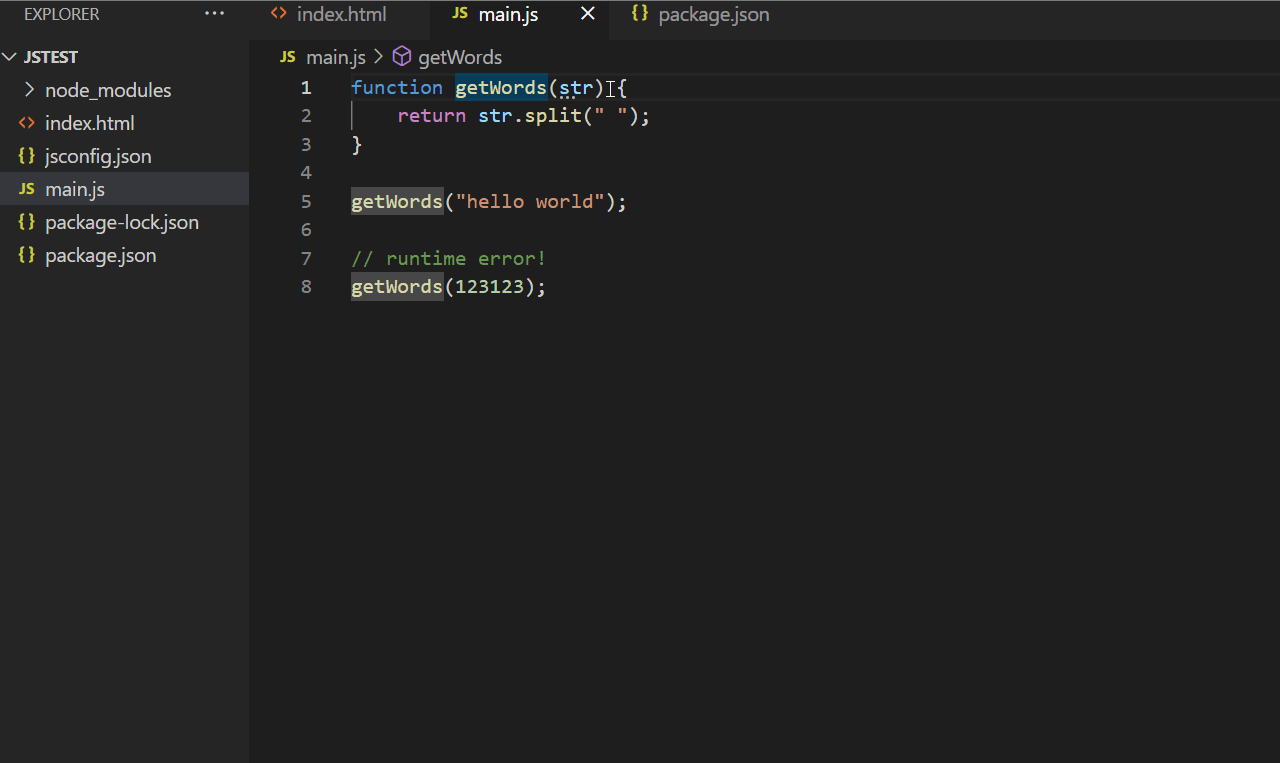 EXPLORER ···
JSTEST
node_modules
<> index.html
{} jsconfig.json
JS main.js
{} package-lock.json
{} package.json
<> index.html JS main.js × {} package.json
JS main.js > getWords
1 function getWords(str){
2     return str.split(" ");
3 }
4
5 getWords("hello world");
6
7 // runtime error!
8 getWords(123123);